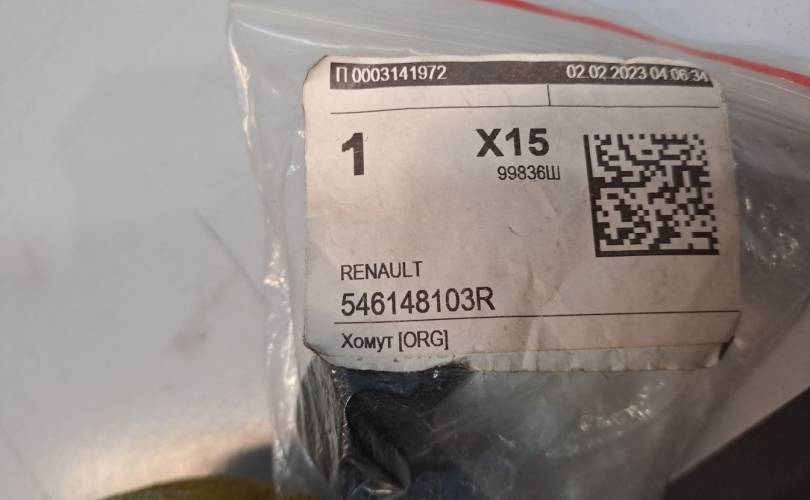 П 0003141972 02.02.2023 04:06:34
1 X15
99836Ш
RENAULT
546148103R
Хомут [ORG]